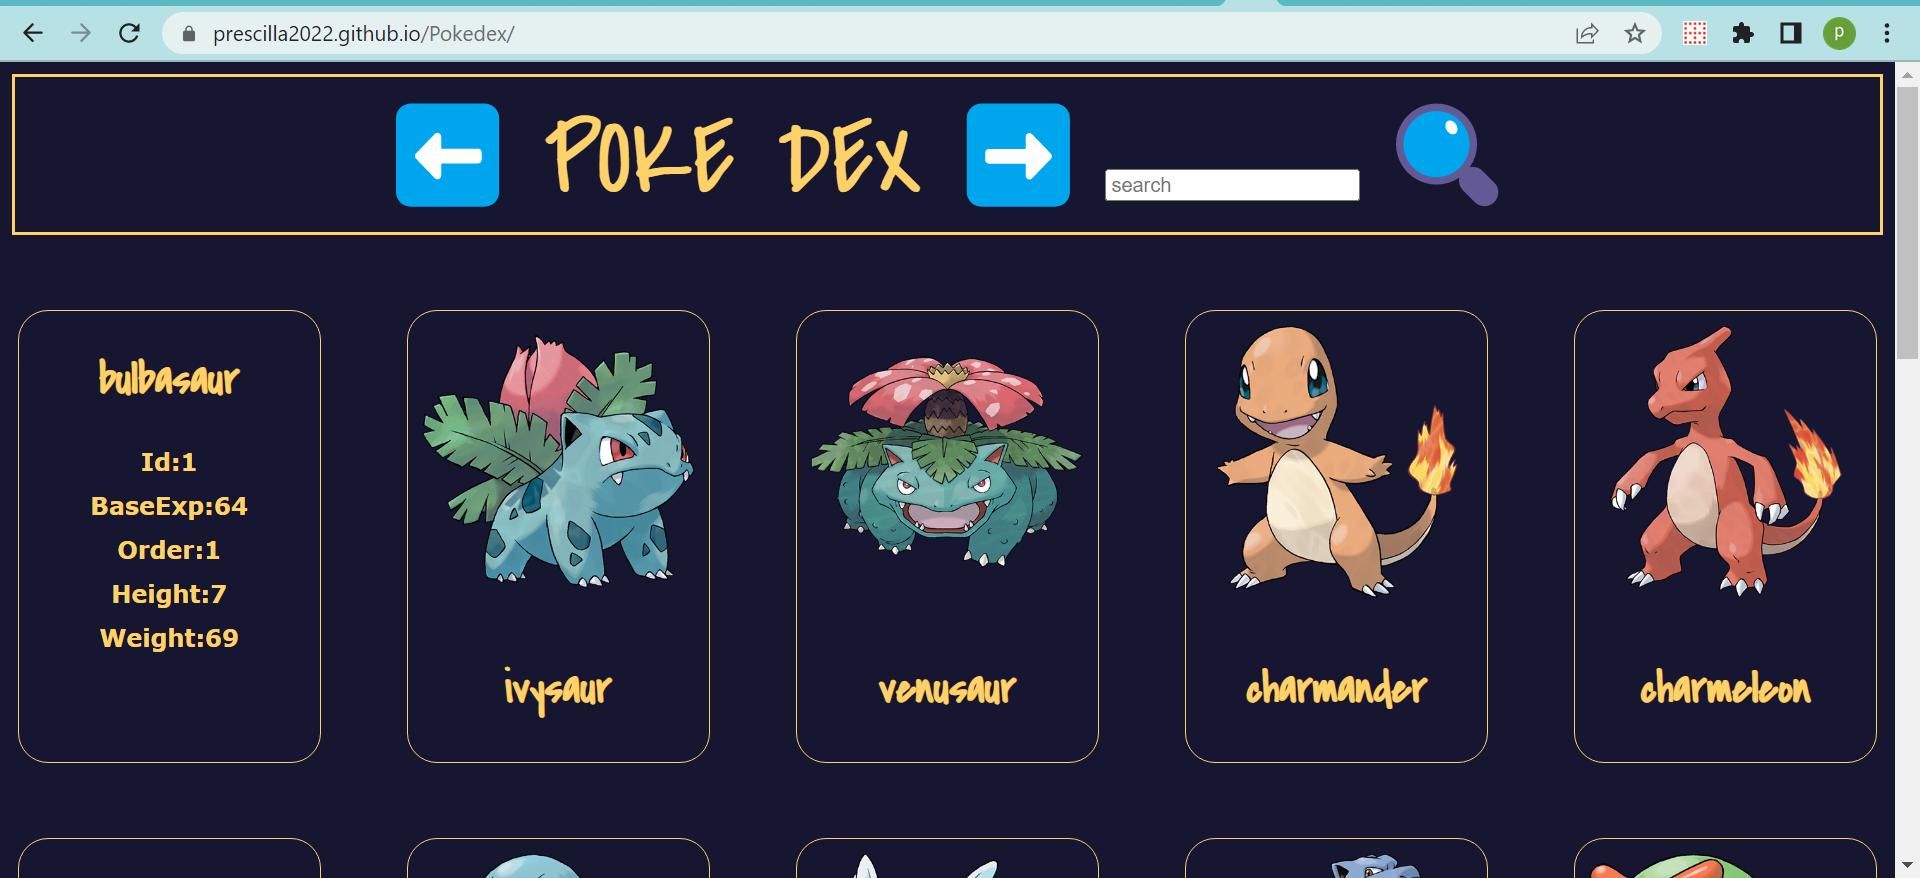 prescilla2022.github.io/Pokedex/
p
POKE DEX
search
bulbasaur
Id:1
BaseExp:64
Order:1
Height:7
Weight:69
ivysaur
venusaur
charmander
charmeleon